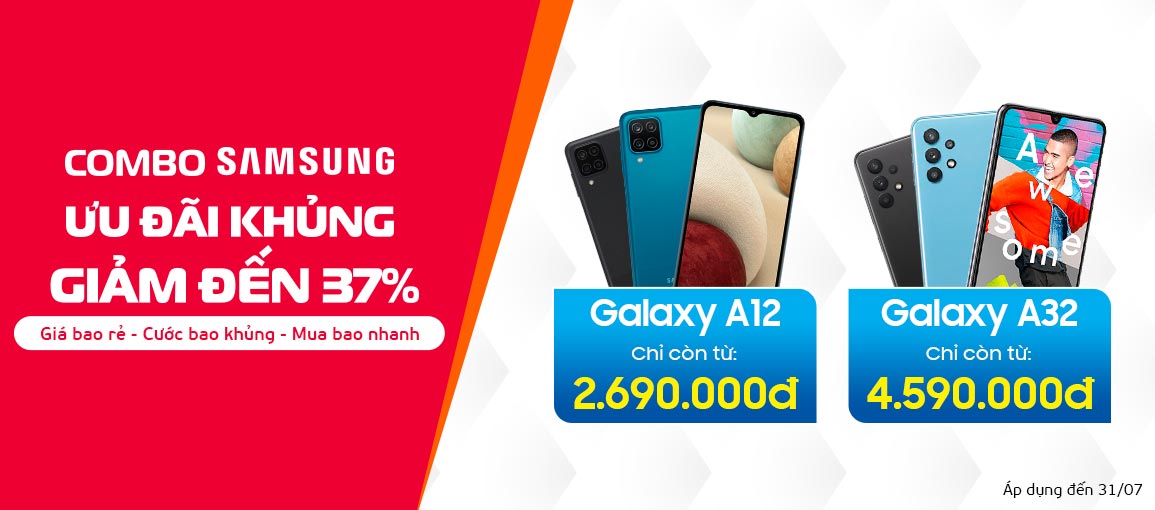 COMBO SAMSUNG
ƯU ĐÃI KHỦNG
GIẢM ĐẾN 37%
Giá bao rẻ - Cước bao khủng - Mua bao nhanh
Galaxy A12
Chỉ còn từ:
2.690.000đ
A
e
w
s
ome
Galaxy A32
Chỉ còn từ:
4.590.000đ
Áp dụng đến 31/07